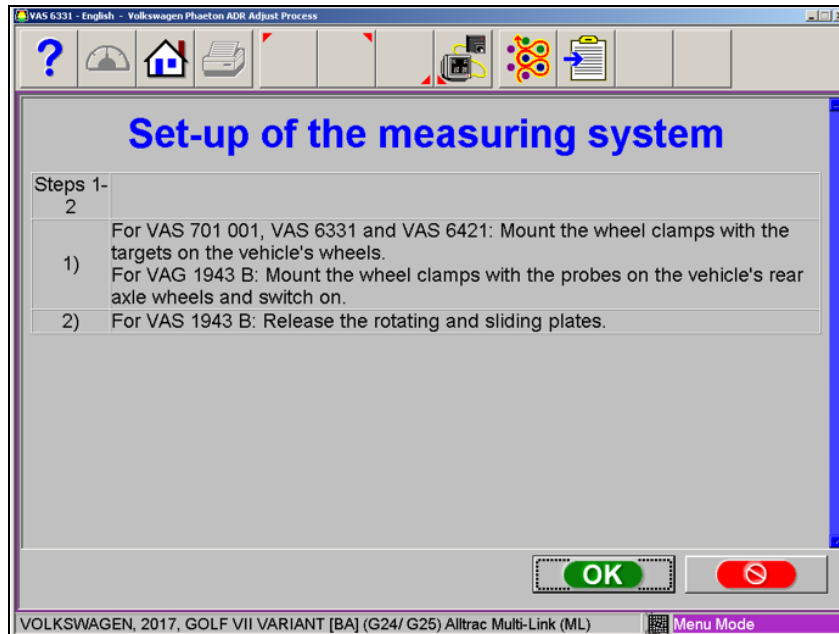 VAS 6331 - English - Volkswagen Phaeton ADR Adjust Process
?
Set-up of the measuring system
Steps 1-
2
1)
For VAS 701 001, VAS 6331 and VAS 6421: Mount the wheel clamps with the
targets on the vehicle's wheels.
For VAG 1943 B: Mount the wheel clamps with the probes on the vehicle's rear
axle wheels and switch on.
2) For VAS 1943 B: Release the rotating and sliding plates.
OK
VOLKSWAGEN, 2017, GOLF VII VARIANT [BA] (G24/ G25) Alltrac Multi-Link (ML) Menu Mode